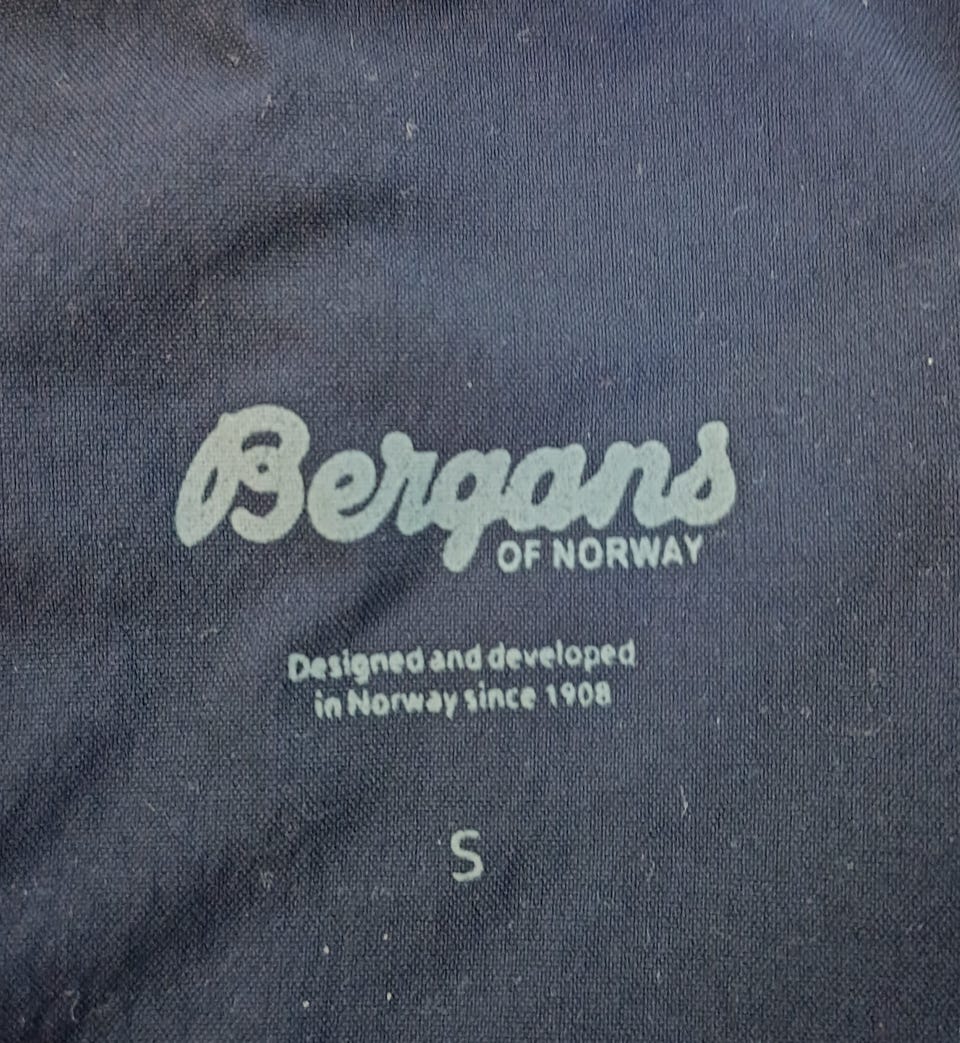 Bergans
OF NORWAY
Designed and developed
in Norway since 1908
S